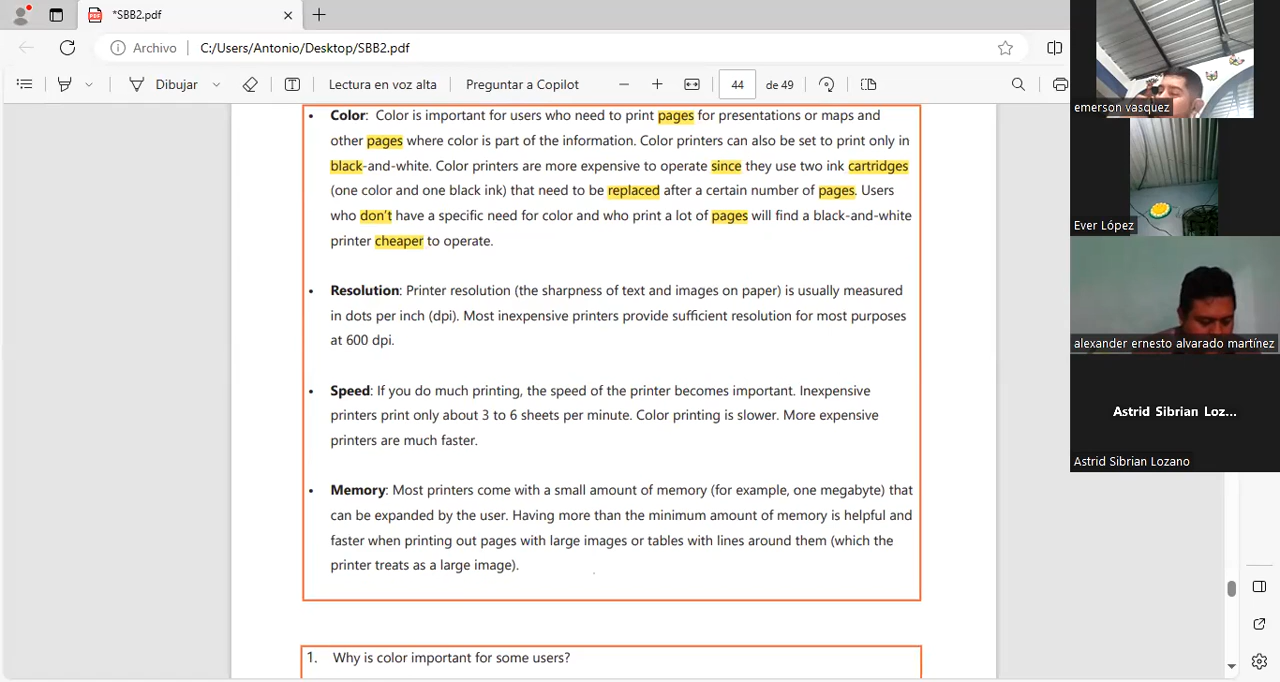 *SBB2.pdf
Archivo
C:/Users/Antonio/Desktop/SBB2.pdf
Dibujar
Lectura en voz alta
Preguntar a Copilot
44
de 49
• Color: Color is important for users who need to print pages for presentations or maps and
other pages where color is part of the information. Color printers can also be set to print only in
black-and-white. Color printers are more expensive to operate since they use two ink cartridges
(one color and one black ink) that need to be replaced after a certain number of pages. Users
who don't have a specific need for color and who print a lot of pages will find a black-and-white
printer cheaper to operate.
• Resolution: Printer resolution (the sharpness of text and images on paper) is usually measured
in dots per inch (dpi). Most inexpensive printers provide sufficient resolution for most purposes
at 600 dpi.
• Speed: If you do much printing, the speed of the printer becomes important. Inexpensive
printers print only about 3 to 6 sheets per minute. Color printing is slower. More expensive
printers are much faster.
• Memory: Most printers come with a small amount of memory (for example, one megabyte) that
can be expanded by the user. Having more than the minimum amount of memory is helpful and
faster when printing out pages with large images or tables with lines around them (which the
printer treats as a large image).
1. Why is color important for some users?
emerson vasquez
Ever López
alexander ernesto alvarado martínez
Astrid Sibrian Loz...
Astrid Sibrian Lozano